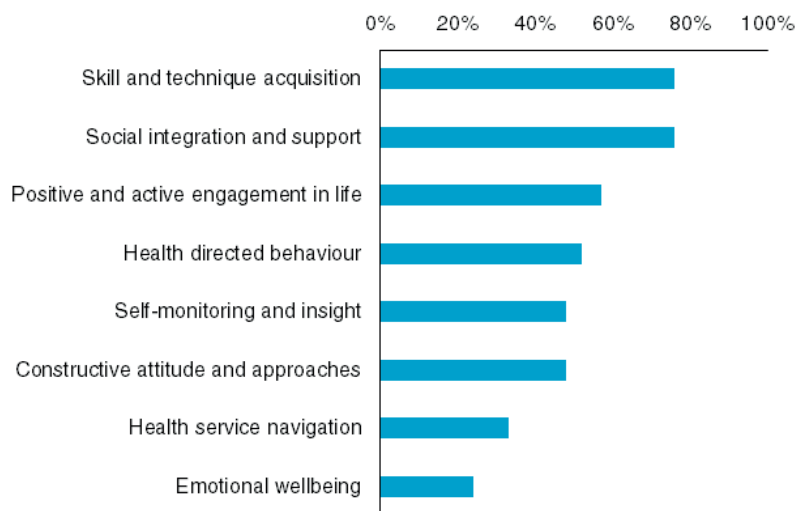 0% 20% 40% 60% 80% 100%
Skill and technique acquisition
Social integration and support
Positive and active engagement in life
Health directed behaviour
Self-monitoring and insight
Constructive attitude and approaches
Health service navigation
Emotional wellbeing